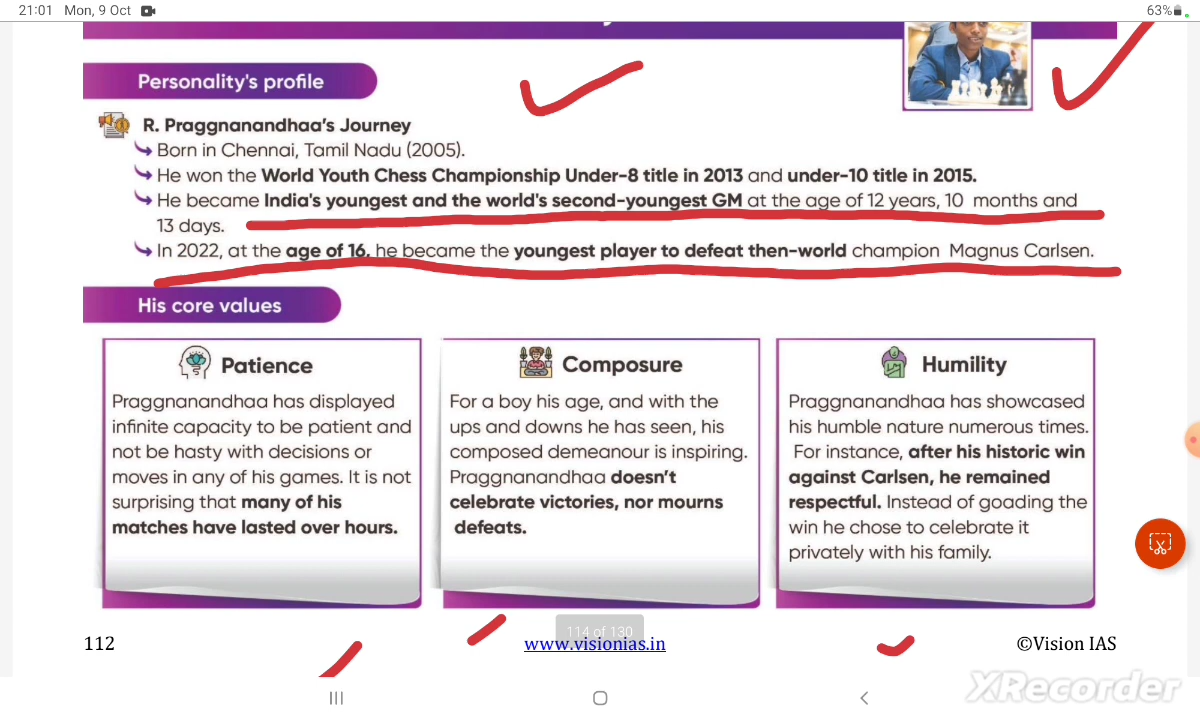 21:01 Mon, 9 Oct
63%
Personality's profile
R. Praggnanandhaa's Journey
Born in Chennai, Tamil Nadu (2005).
He won the World Youth Chess Championship Under-8 title in 2013 and under-10 title in 2015.
He became India's youngest and the world's second-youngest GM at the age of 12 years, 10 months and
13 days.
In 2022, at the age of 16, he became the youngest player to defeat then-world champion Magnus Carlsen.
His core values
Patience
Praggnanandhaa has displayed
infinite capacity to be patient and
not be hasty with decisions or
moves in any of his games. It is not
surprising that many of his
matches have lasted over hours.
Composure
For a boy his age, and with the
ups and downs he has seen, his
composed demeanour is inspiring.
Praggnanandhaa doesn't
celebrate victories, nor mourns
defeats.
Humility
Praggnanandhaa has showcased
his humble nature numerous times.
For instance, after his historic win
against Carlsen, he remained
respectful. Instead of goading the
win he chose to celebrate it
privately with his family.
114 of 130
112
www.visionias.in
©Vision IAS
XRecorder